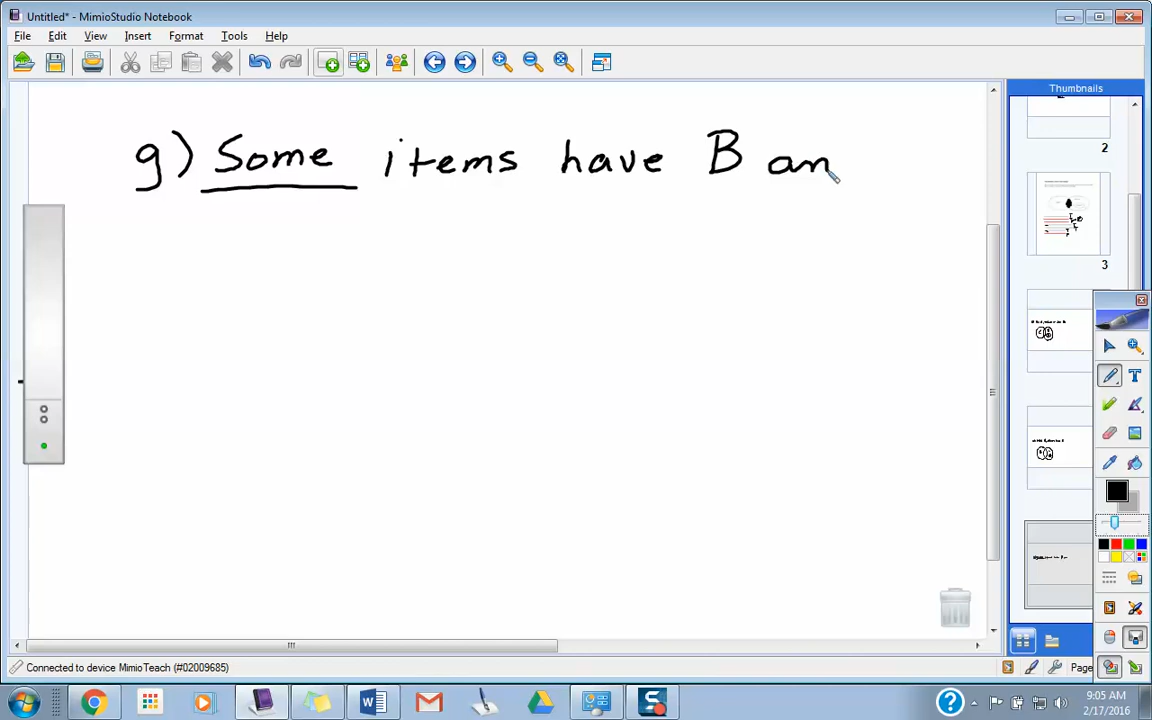 Untitled* - MimioStudio Notebook
File Edit View Insert Format Tools Help
Thumbnails
g) Some items have B an
2
3
Connected to device MimioTeach (#02009685)
Page
9:05 AM
2/17/2016